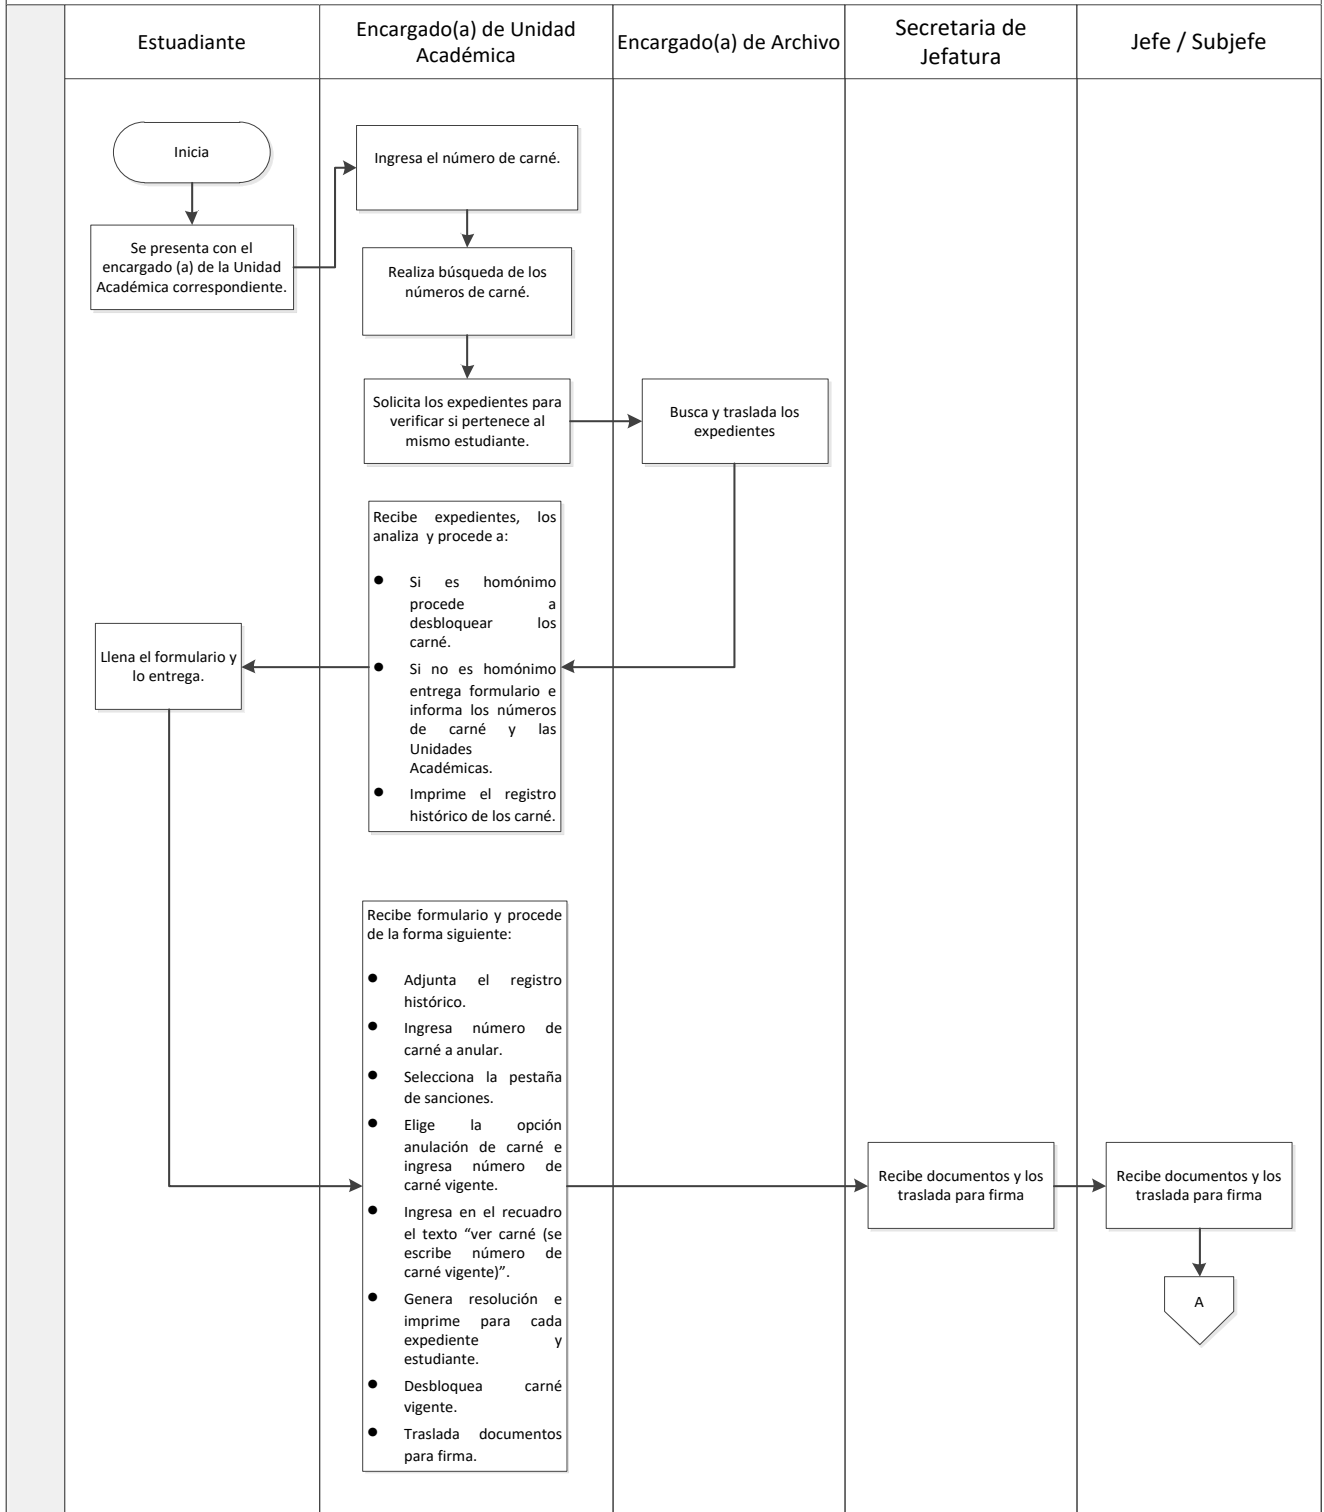 Estuadiante
Encargado(a) de Unidad
Académica
Encargado(a) de Archivo
Secretaria de
Jefatura
Jefe / Subjefe
Inicia
Se presenta con el
encargado (a) de la Unidad
Académica correspondiente.
Ingresa el número de carné.
Realiza búsqueda de los
números de carné.
Solicita los expedientes para
verificar si pertenece al
mismo estudiante.
Busca y traslada los
expedientes
Recibe expedientes, los
analiza y procede a:
● Si es homónimo
procede a
desbloquear los
carné.
● Si no es homónimo
entrega formulario e
informa los números
de carné y las
Unidades
Académicas.
● Imprime el registro
histórico de los carné.
Llena el formulario y
lo entrega.
Recibe formulario y procede
de la forma siguiente:
● Adjunta el registro
histórico.
● Ingresa número de
carné a anular.
● Selecciona la pestaña
de sanciones.
● Elige la opción
anulación de carné e
ingresa número de
carné vigente.
● Ingresa en el recuadro
el texto “ver carné (se
escribe número de
carné vigente)”.
● Genera resolución e
imprime para cada
expediente y
estudiante.
● Desbloquea carné
vigente.
● Traslada documentos
para firma.
Recibe documentos y los
traslada para firma
Recibe documentos y los
traslada para firma
A